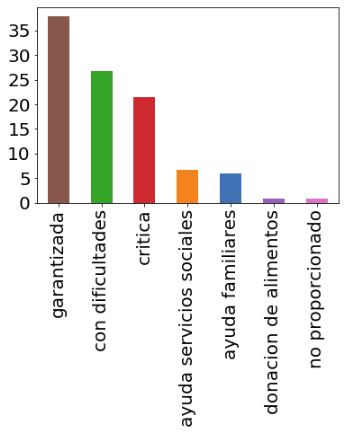 35
30
25
20
15
10
5
0
garantizada
con dificultades
critica
ayuda servicios sociales
ayuda familiares
donacion de alimentos
no proporcionado